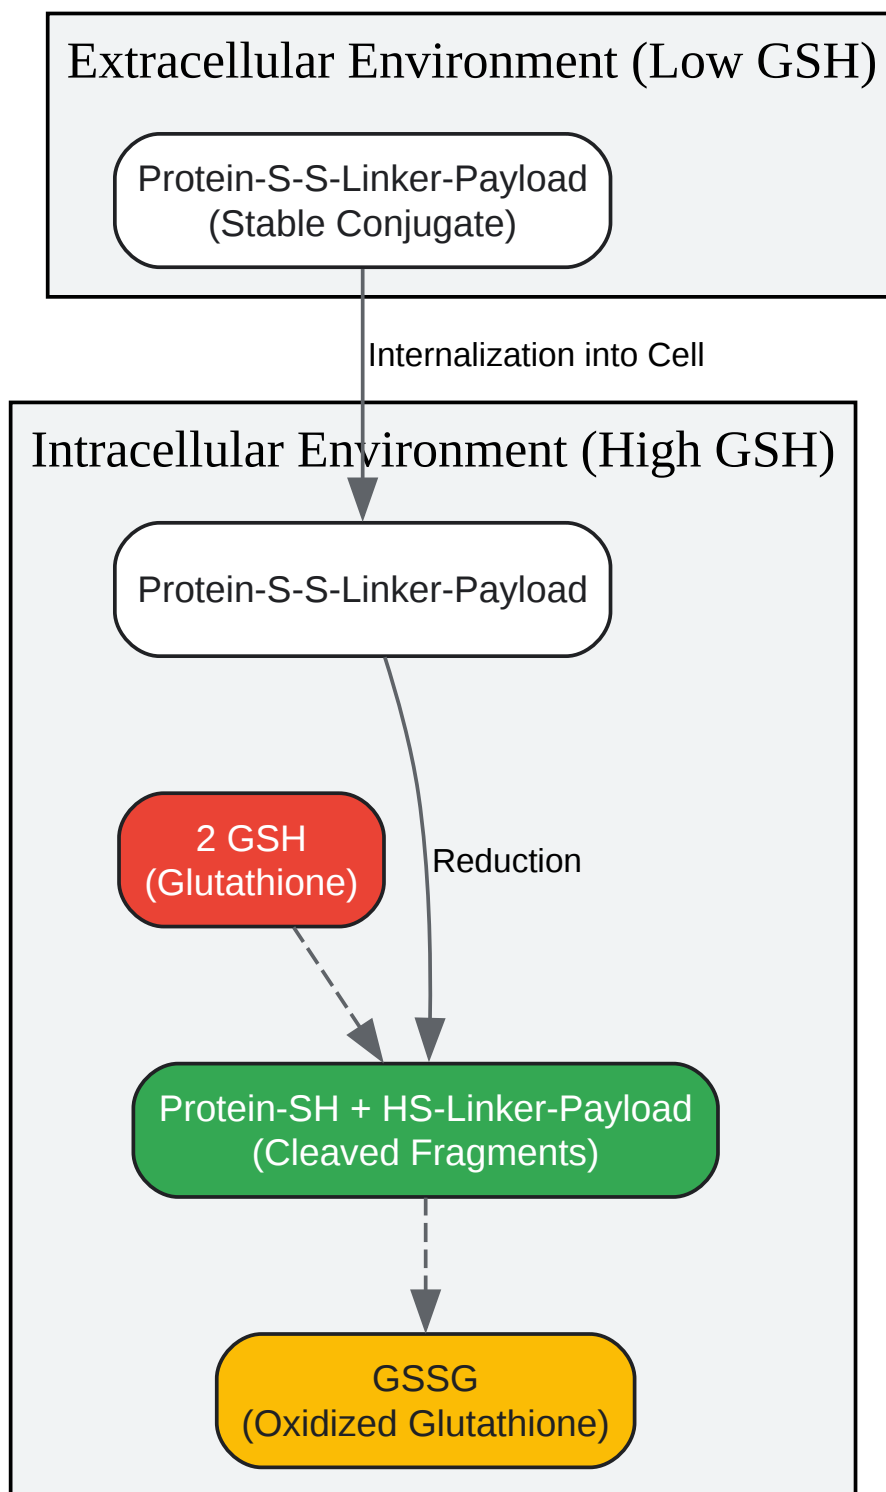 Extracellular Environment (Low GSH)
Protein-S-S-Linker-Payload
(Stable Conjugate)
Internalization into Cell
Intracellular Environment (High GSH)
Protein-S-S-Linker-Payload
2 GSH
(Glutathione)
Reduction
Protein-SH + HS-Linker-Payload
(Cleaved Fragments)
GSSG
(Oxidized Glutathione)